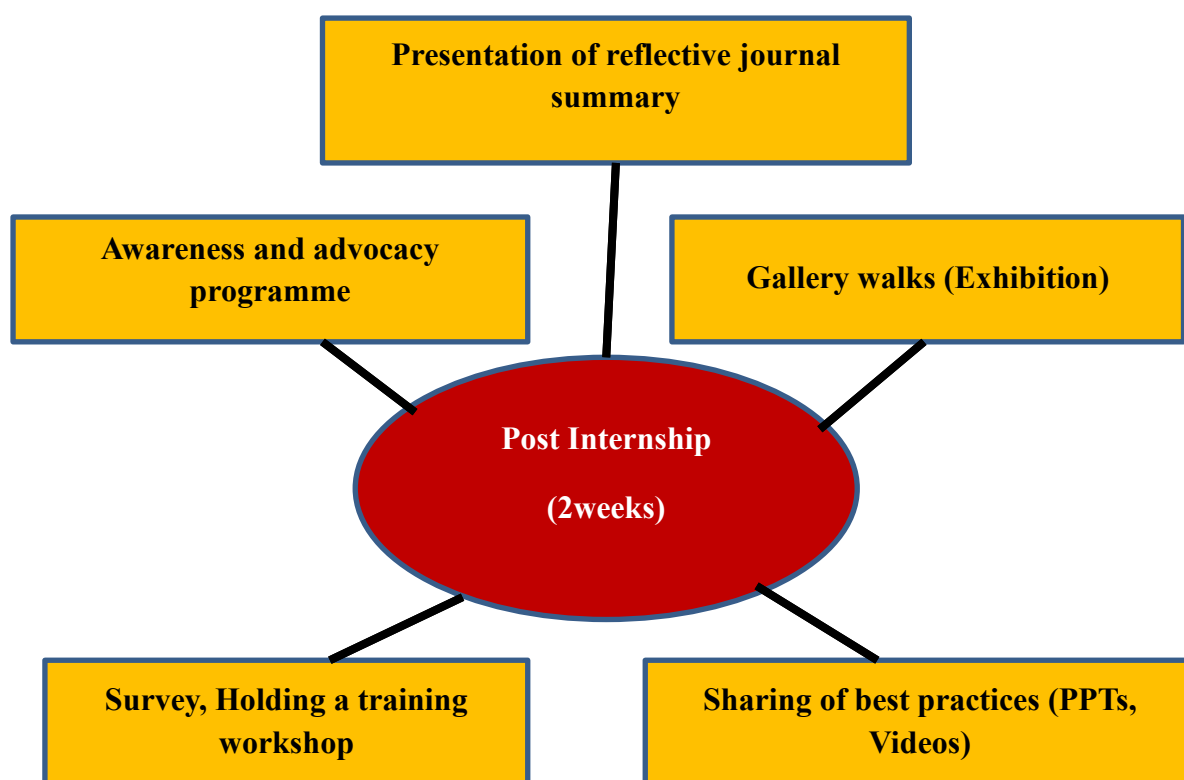 Presentation of reflective journal
summary
Awareness and advocacy
programme
Gallery walks (Exhibition)
Post Internship
(2weeks)
Survey, Holding a training
workshop
Sharing of best practices (PPTs,
Videos)